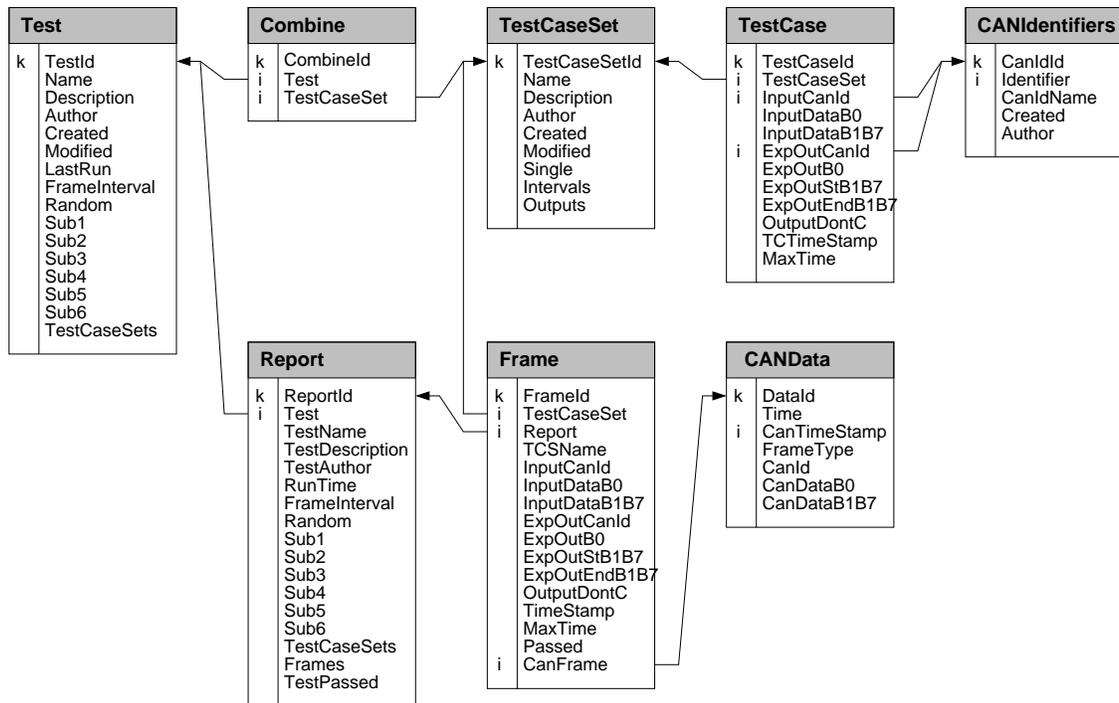 Test
k TestId
Name
Description
Author
Created
Modified
LastRun
FrameInterval
Random
Sub1
Sub2
Sub3
Sub4
Sub5
Sub6
TestCaseSets
Combine
k CombineId
i Test
i TestCaseSet
TestCaseSet
k TestCaseSetId
Name
Description
Author
Created
Modified
Single
Intervals
Outputs
TestCase
k TestCaseId
i TestCaseSet
i InputCanId
InputDataB0
InputDataB1B7
i ExpOutCanId
ExpOutB0
ExpOutStB1B7
ExpOutEndB1B7
OutputDontC
TCTimeStamp
MaxTime
CANIdentifiers
k CanIdId
i Identifier
CanIdName
Created
Author
Report
k ReportId
i Test
TestName
TestDescription
TestAuthor
RunTime
FrameInterval
Random
Sub1
Sub2
Sub3
Sub4
Sub5
Sub6
TestCaseSets
Frames
TestPassed
Frame
k FrameId
i TestCaseSet
i Report
TCSName
InputCanId
InputDataB0
InputDataB1B7
ExpOutCanId
ExpOutB0
ExpOutStB1B7
ExpOutEndB1B7
OutputDontC
TimeStamp
MaxTime
Passed
i CanFrame
CANData
k DataId
Time
i CanTimeStamp
FrameType
CanId
CanDataB0
CanDataB1B7